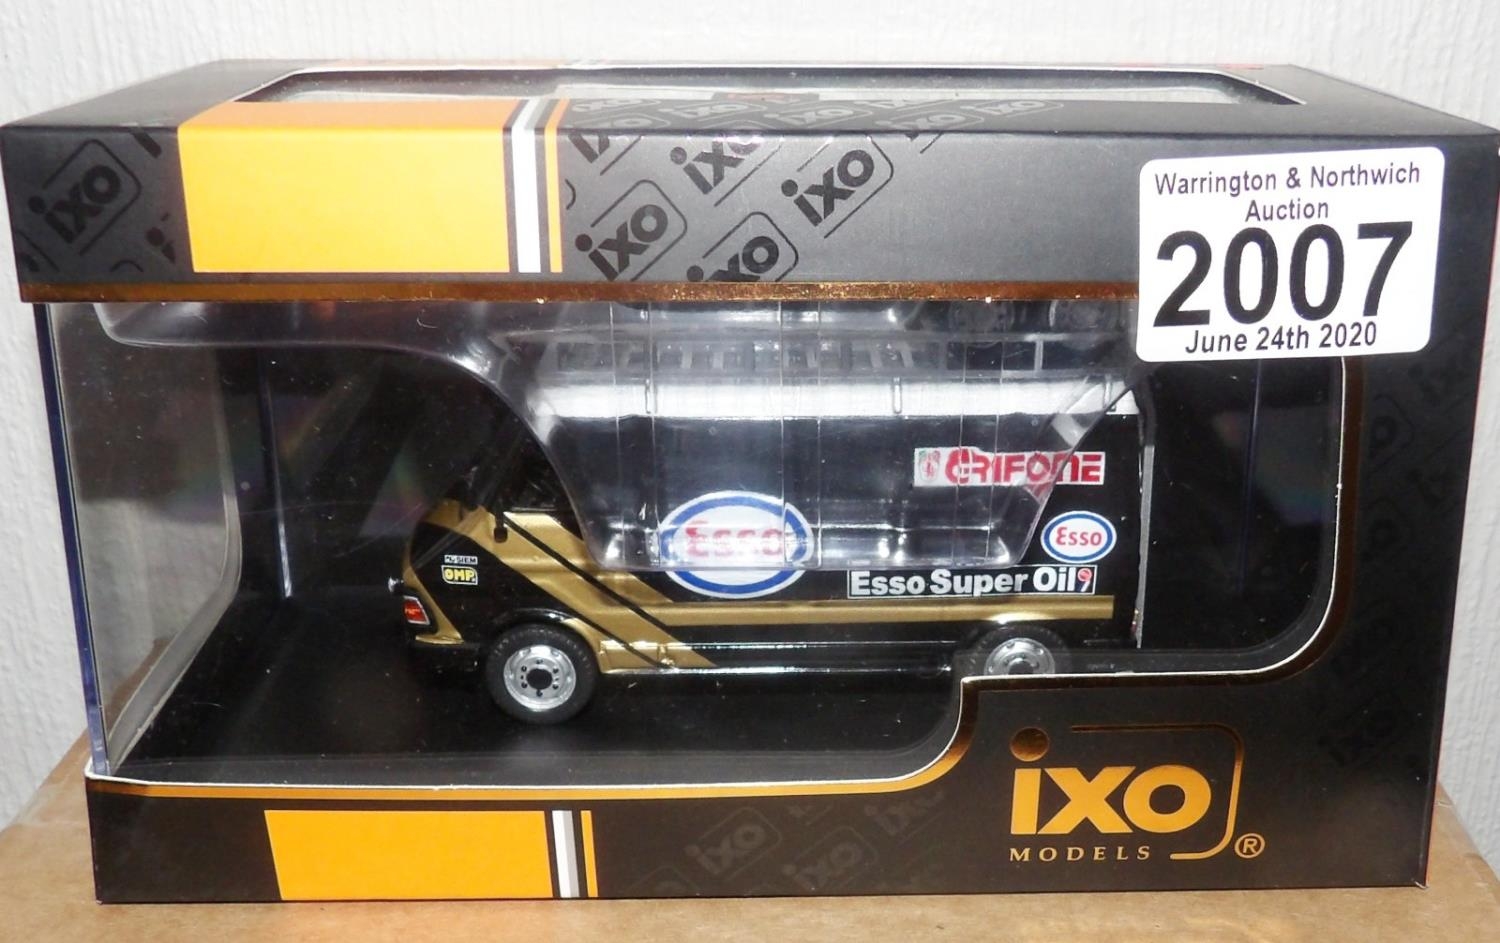 ixo
ixo
ixo
ixo
ixo
Warrington & Northwich
Auction
2007
June 24th 2020
GRIFONE
Esso
Esso
Esso Super Oil
OMP
ixo
MODELS ®